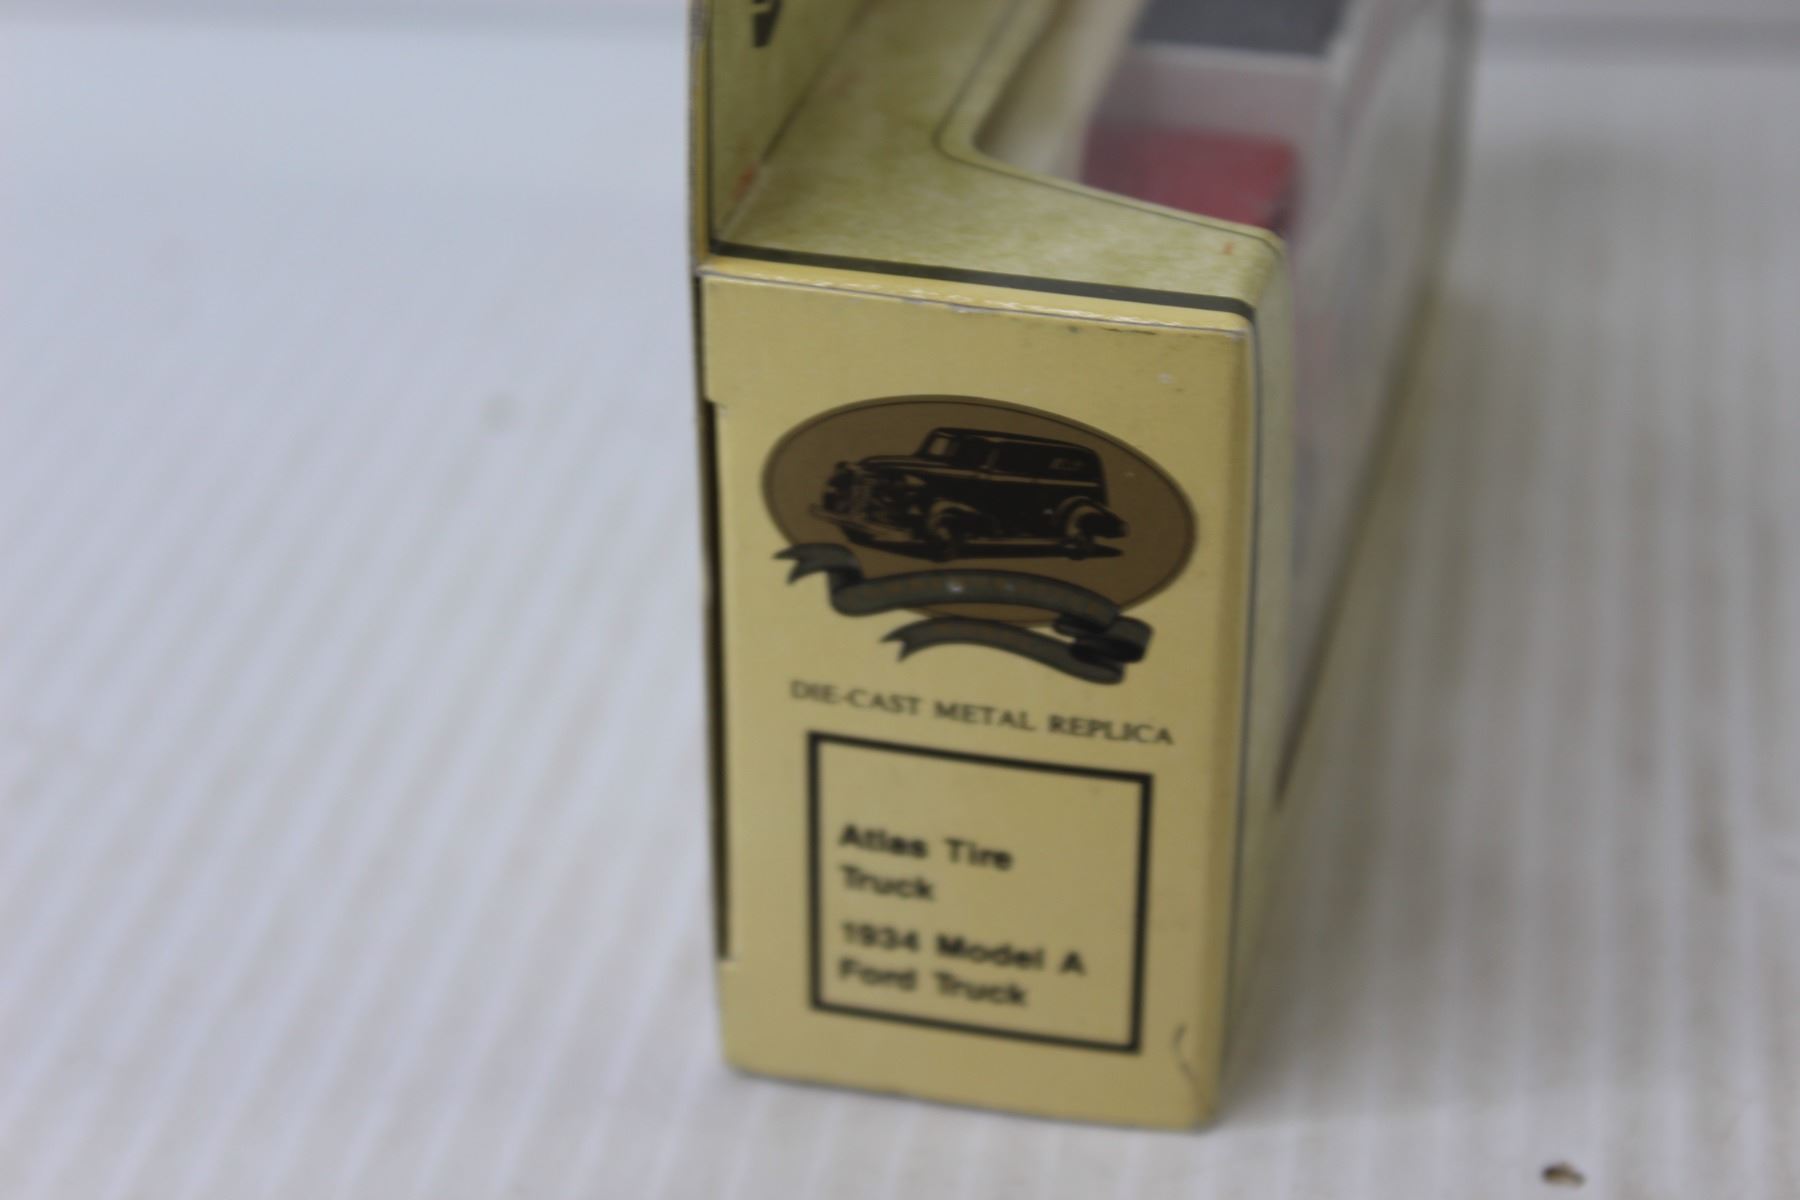 DIE-CAST METAL REPLICA
Atlas Tire
Truck
1934 Model A
Ford Truck